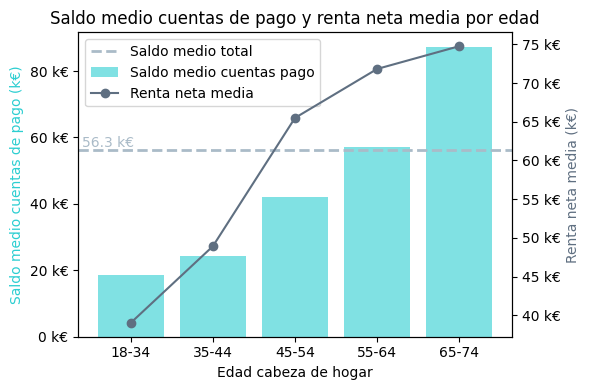 Saldo medio cuentas de pago y renta neta media por edad
Saldo medio total
Saldo medio cuentas pago
Renta neta media
56.3 k€
Saldo medio cuentas de pago (k€)
80 k€
60 k€
40 k€
20 k€
0 k€
75 k€
70 k€
65 k€
60 k€
55 k€
50 k€
45 k€
40 k€
Renta neta media (k€)
18-34
35-44
45-54
55-64
65-74
Edad cabeza de hogar